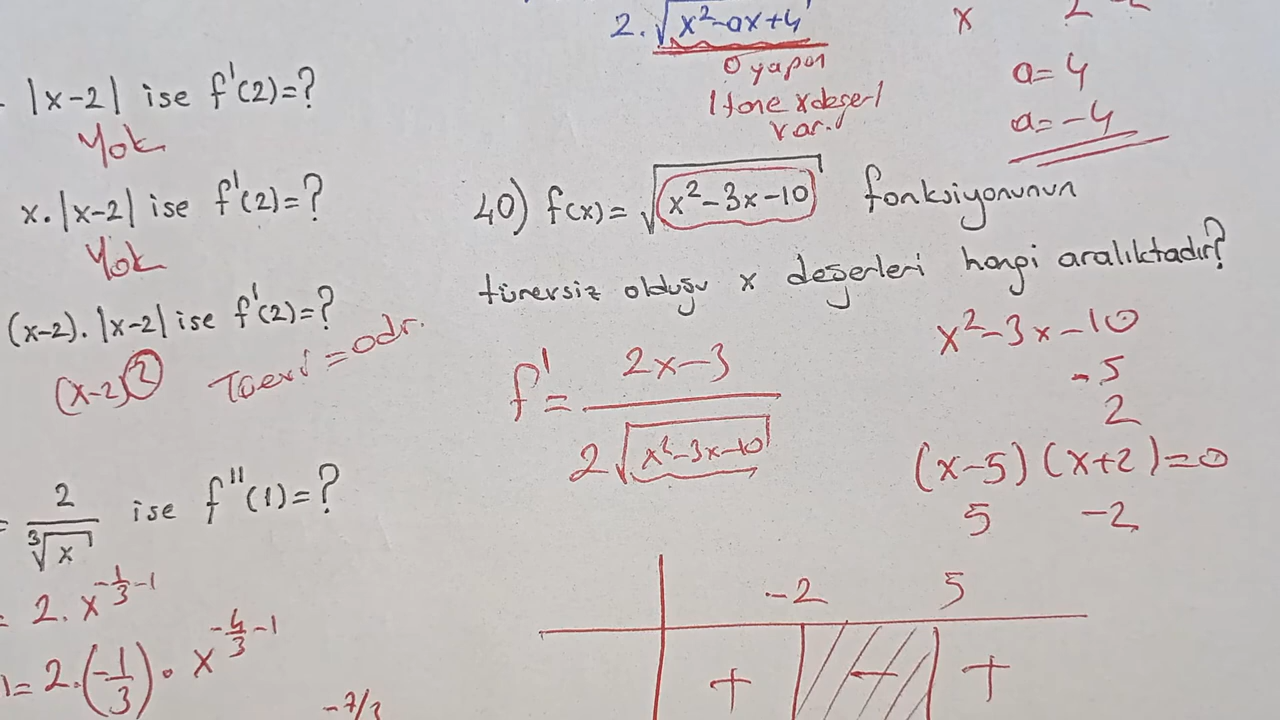 |x-2| ise f'(2)=?
Yok
x.|x-2| ise f'(2)=?
Yok
(x-2).|x-2| ise f'(2)=?
(x-2)²
= 2/∛x ise f''(1)=?
= 2.x^(-1/3-1)
= 2.(-1/3).x^(-4/3-1)
-7/3
2.√(x²-ax+4)
0 yapan
1 tane x değeri
var.
x
a=4
a=-4
40) f(x)=√(x²-3x-10) fonksiyonunun
türevsiz olduğu x değerleri hangi aralıktadır?
f' = (2x-3)/(2√(x²-3x-10))
x²-3x-10
-5
2
(x-5)(x+2)=0
5 -2
-2 5
+ - +